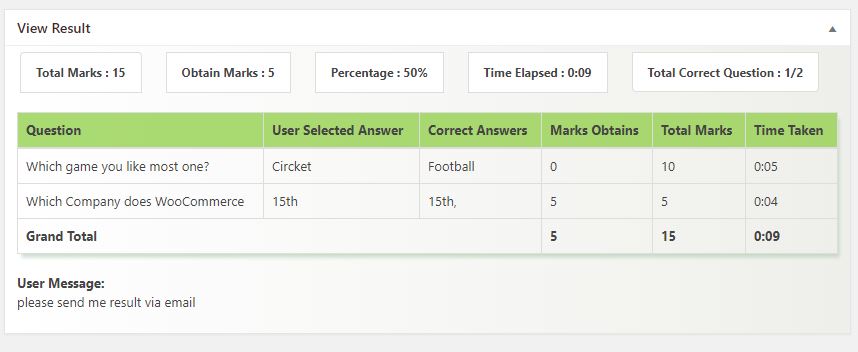 View Result
Total Marks : 15 Obtain Marks : 5 Percentage : 50% Time Elapsed : 0:09 Total Correct Question : 1/2
Question User Selected Answer Correct Answers Marks Obtains Total Marks Time Taken
Which game you like most one? Circket Football 0 10 0:05
Which Company does WooCommerce 15th 15th, 5 5 0:04
Grand Total 5 15 0:09
User Message:
please send me result via email